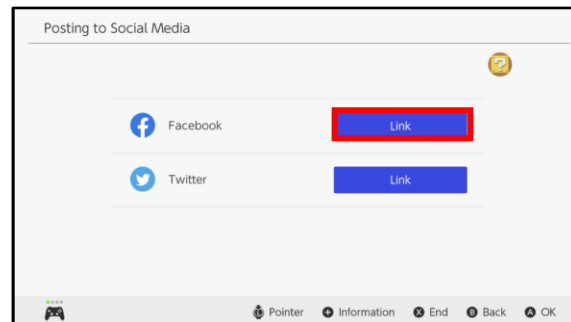 Posting to Social Media
Facebook Link
Twitter Link
Pointer Information End Back OK